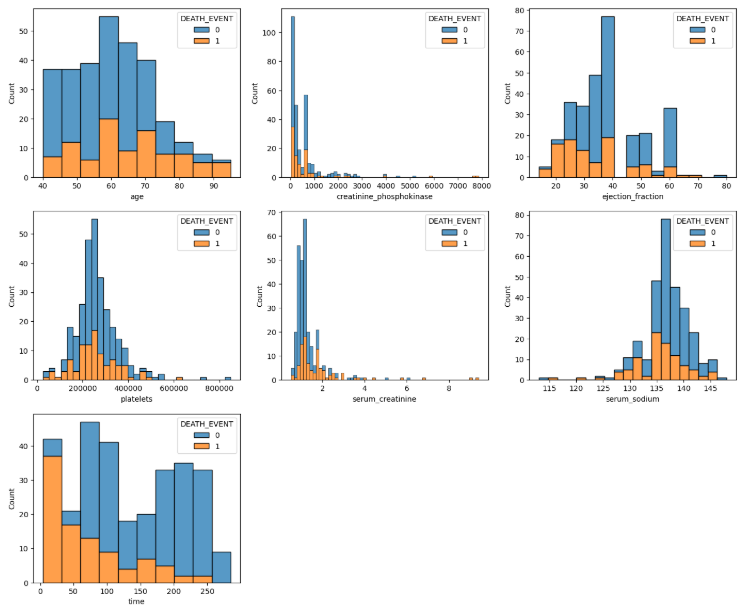 DEATH_EVENT
0
1
Count
50
40
30
20
10
0
40 50 60 70 80 90
age
DEATH_EVENT
0
1
Count
100
80
60
40
20
0
0 1000 2000 3000 4000 5000 6000 7000 8000
creatinine_phosphokinase
DEATH_EVENT
0
1
Count
80
70
60
50
40
30
20
10
0
20 30 40 50 60 70 80
ejection_fraction
DEATH_EVENT
0
1
Count
50
40
30
20
10
0
0 200000 400000 600000 800000
platelets
DEATH_EVENT
0
1
Count
70
60
50
40
30
20
10
0
2 4 6 8
serum_creatinine
DEATH_EVENT
0
1
Count
80
70
60
50
40
30
20
10
0
115 120 125 130 135 140 145
serum_sodium
DEATH_EVENT
0
1
Count
40
30
20
10
0
0 50 100 150 200 250
time